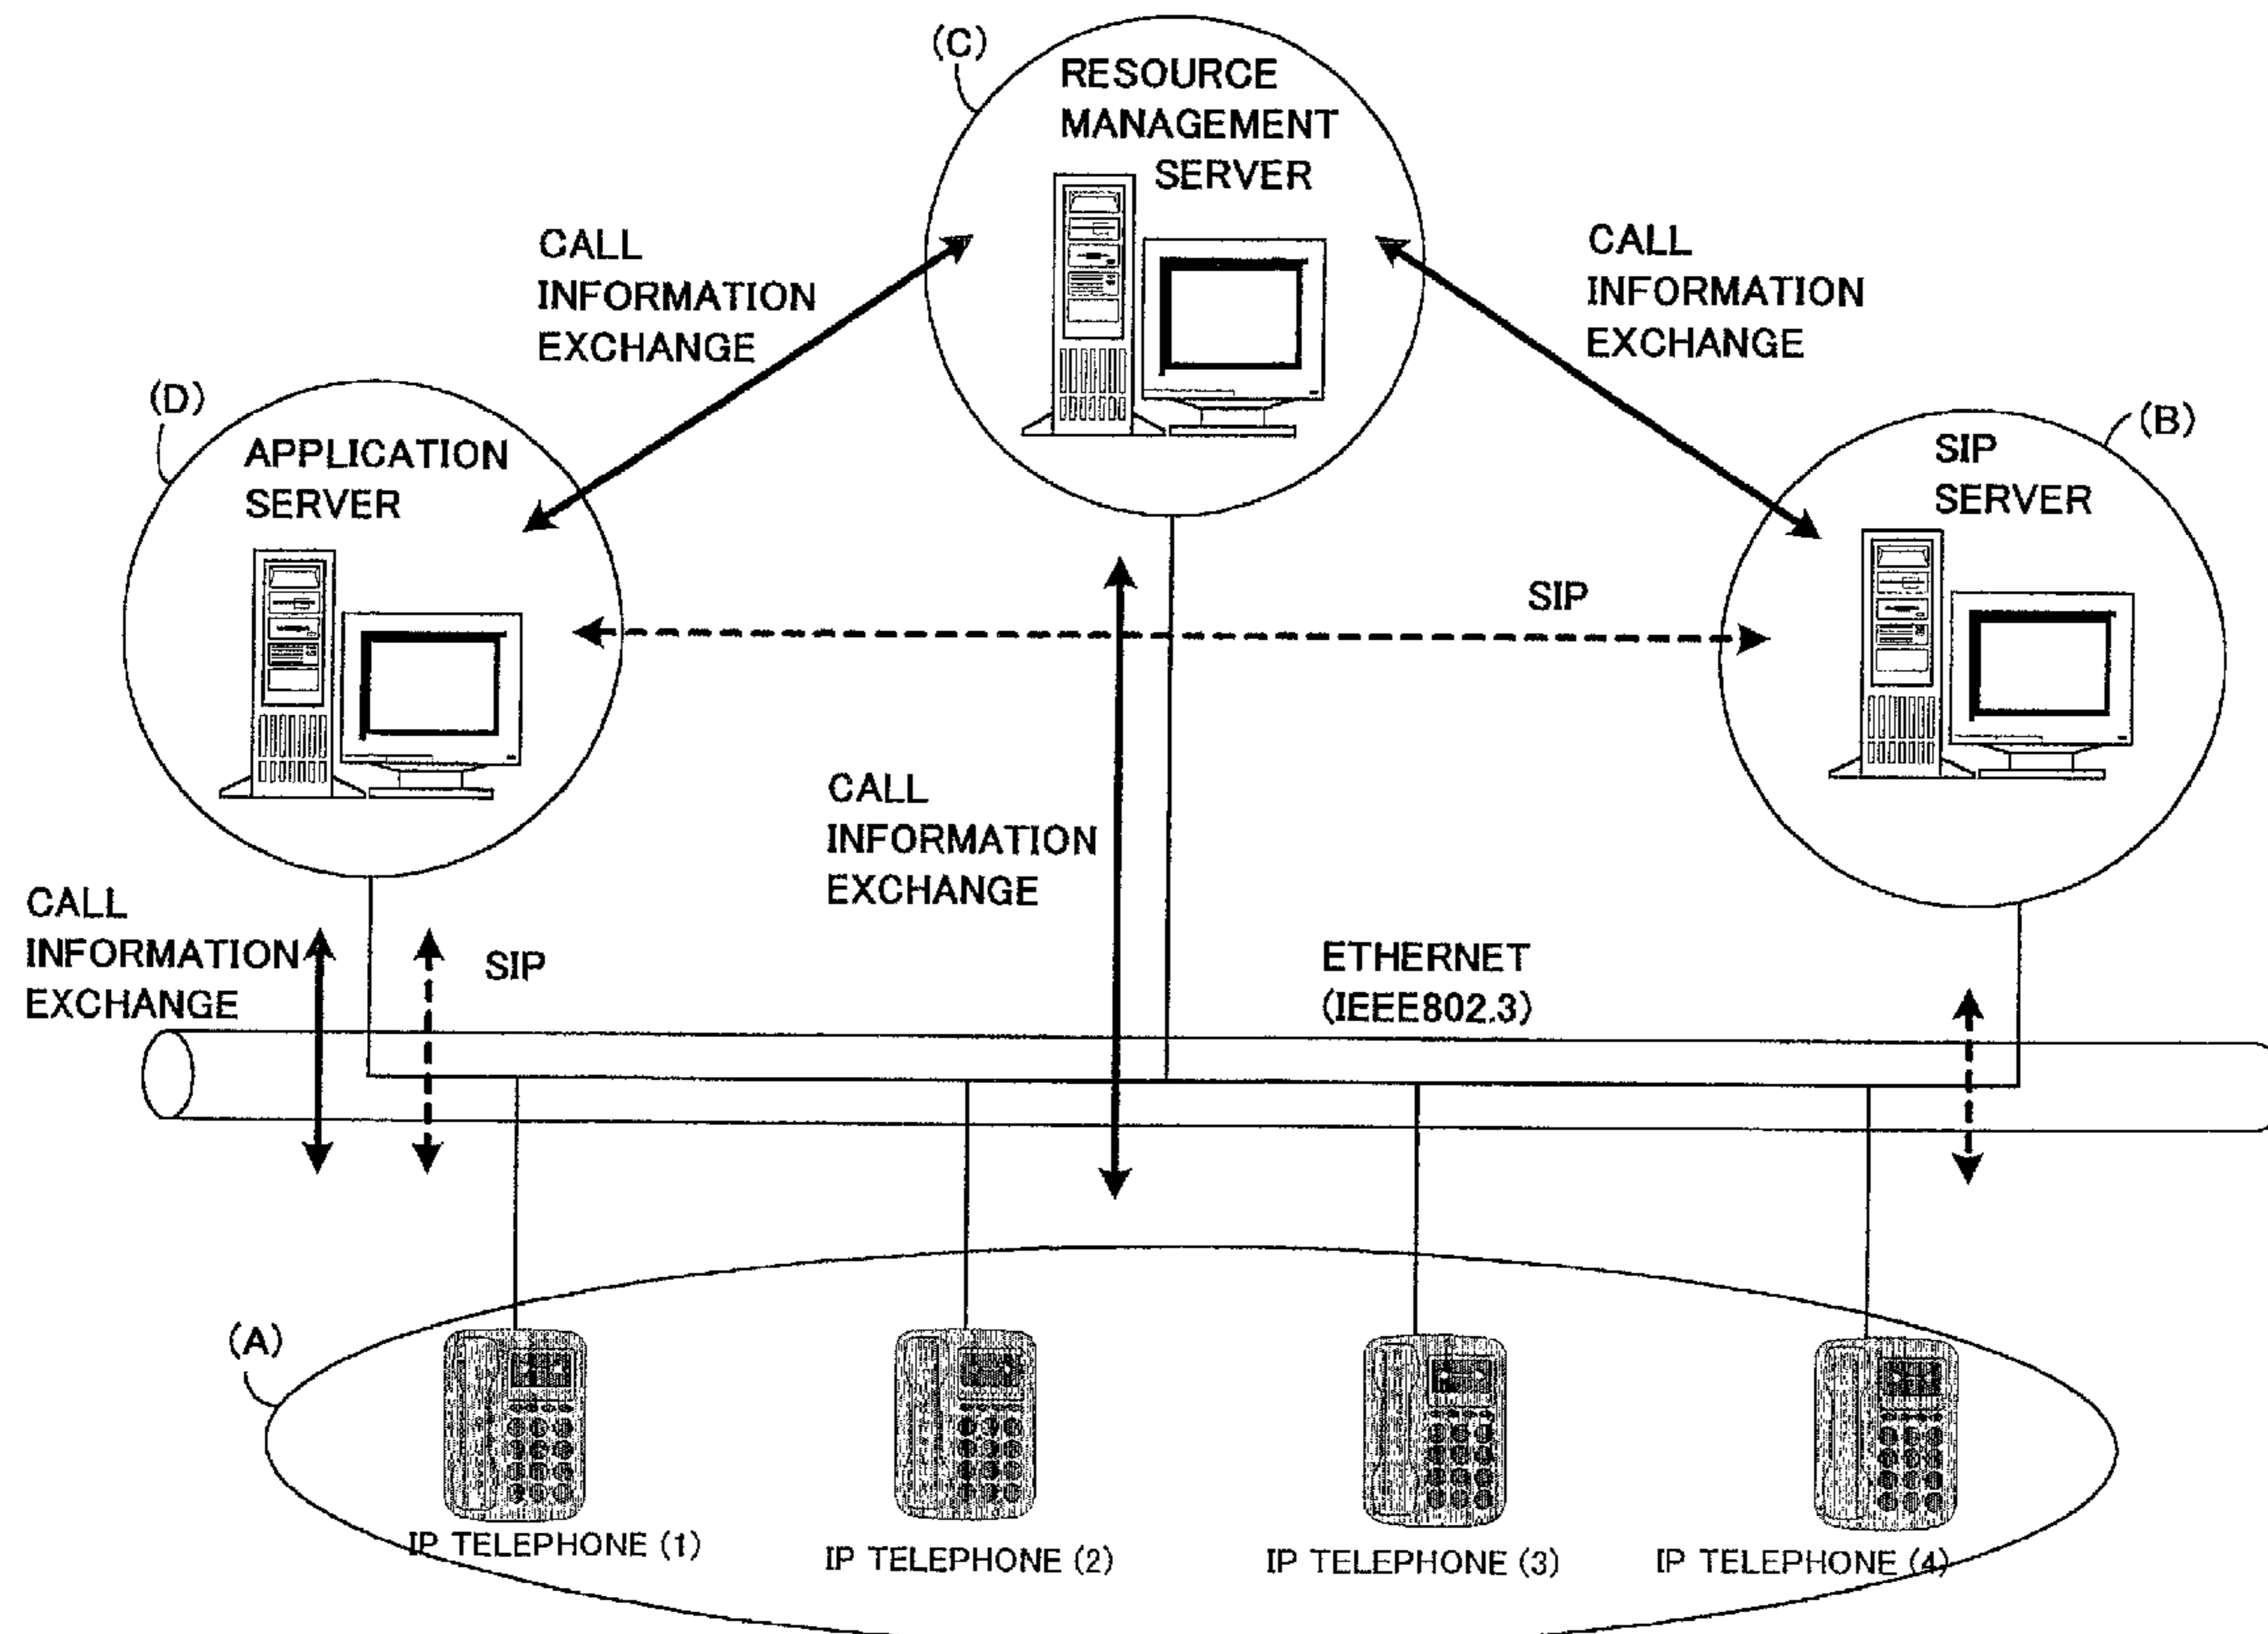 (C)
RESOURCE
MANAGEMENT
SERVER
CALL
INFORMATION
EXCHANGE
CALL
INFORMATION
EXCHANGE
(D)
APPLICATION
SERVER
(B)
SIP
SERVER
SIP
CALL
INFORMATION
EXCHANGE
CALL
INFORMATION
EXCHANGE
SIP
ETHERNET
(IEEE802.3)
(A)
IP TELEPHONE (1)
IP TELEPHONE (2)
IP TELEPHONE (3)
IP TELEPHONE (4)